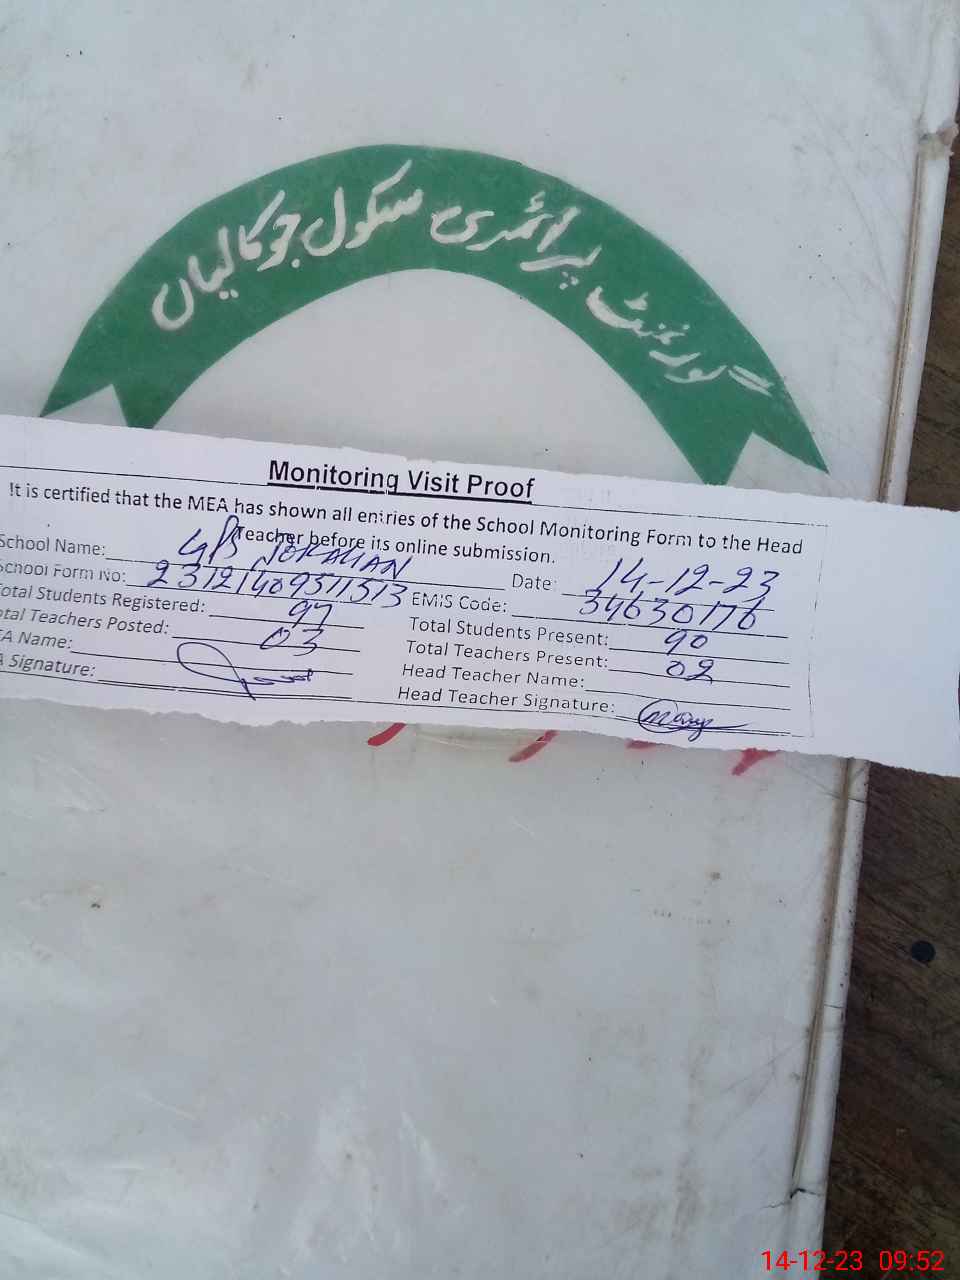 گورنمنٹ پرائمری سکول جوکالیاں
Monitoring Visit Proof
It is certified that the MEA has shown all entries of the School Monitoring Form to the Head
Teacher before its online submission.
School Name: GPS JOKALIAN Date: 14-12-23
School Form No: 23121409511513 EMIS Code: 34630176
Total Students Registered: 97 Total Students Present: 90
otal Teachers Posted: 03 Total Teachers Present: 02
EA Name: Head Teacher Name:
A Signature: Head Teacher Signature:
14-12-23 09:52